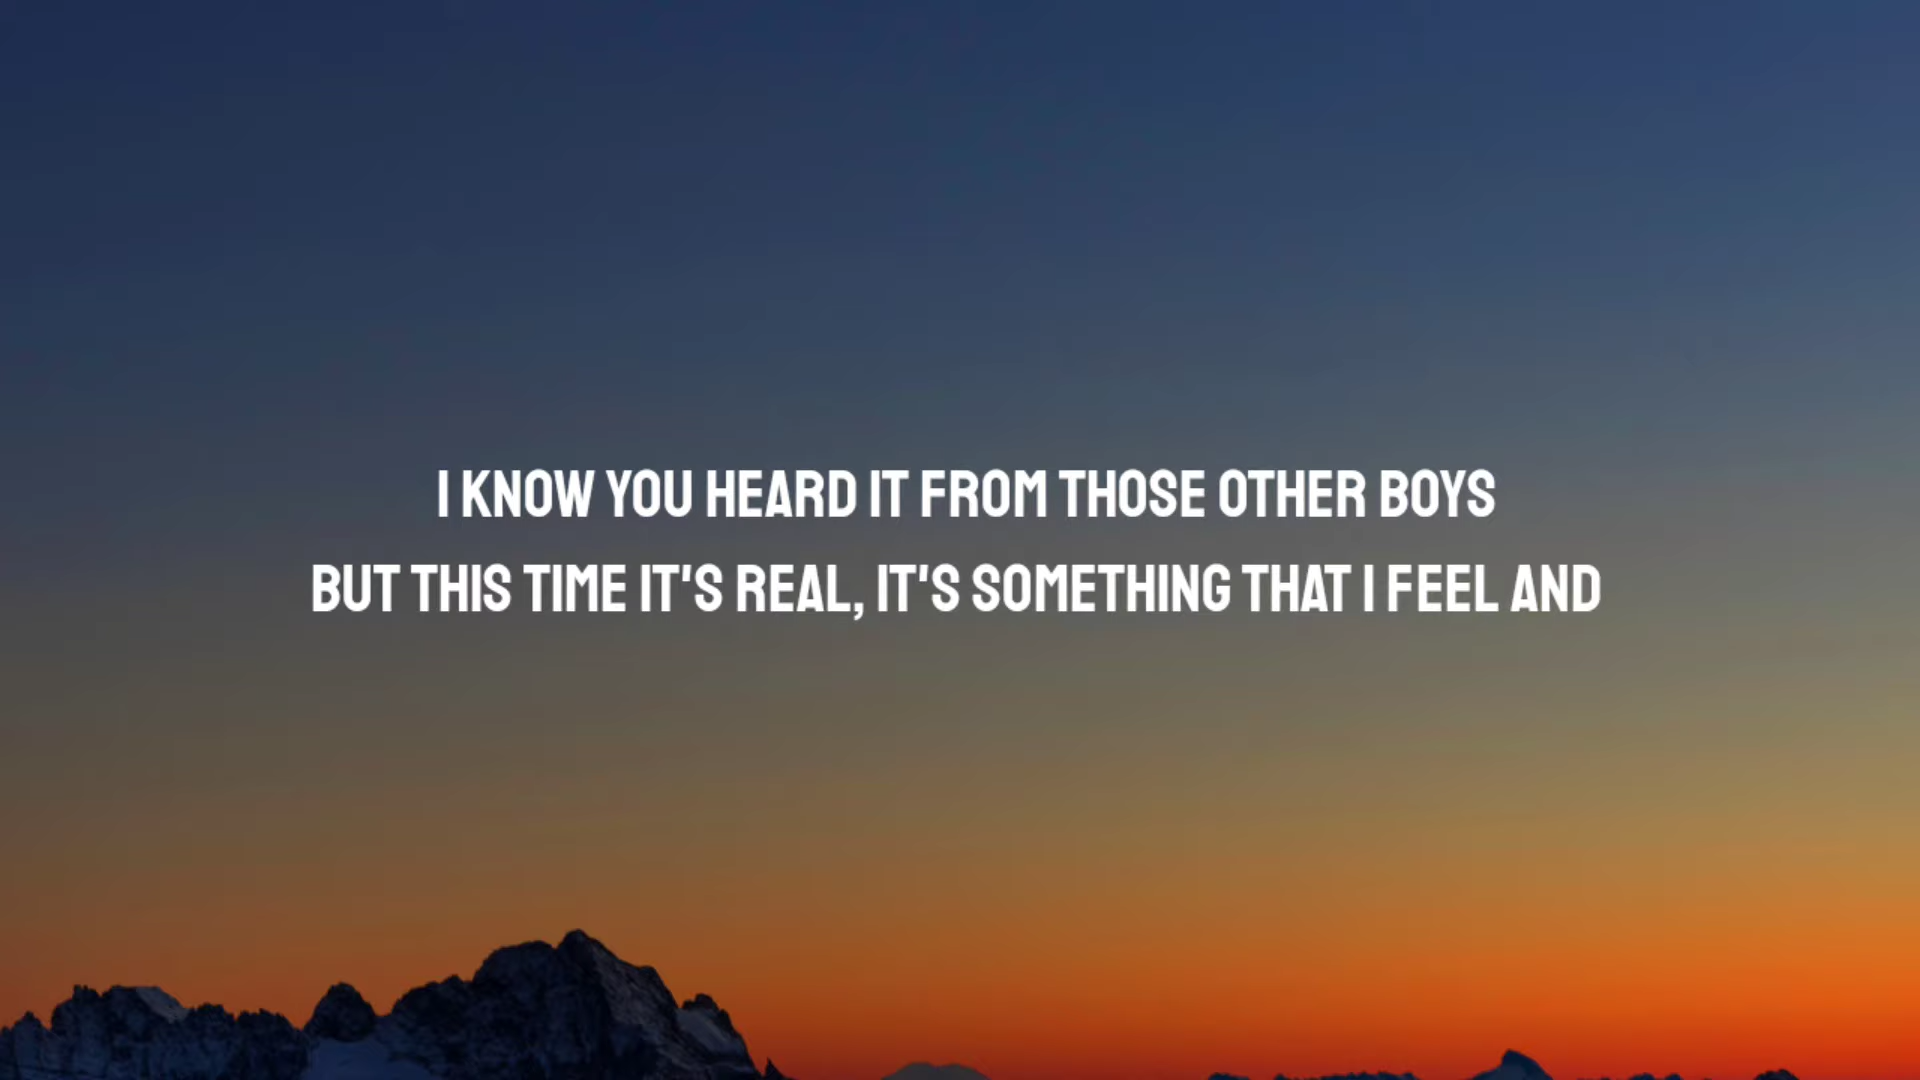 I KNOW YOU HEARD IT FROM THOSE OTHER BOYS
BUT THIS TIME IT'S REAL, IT'S SOMETHING THAT I FEEL AND